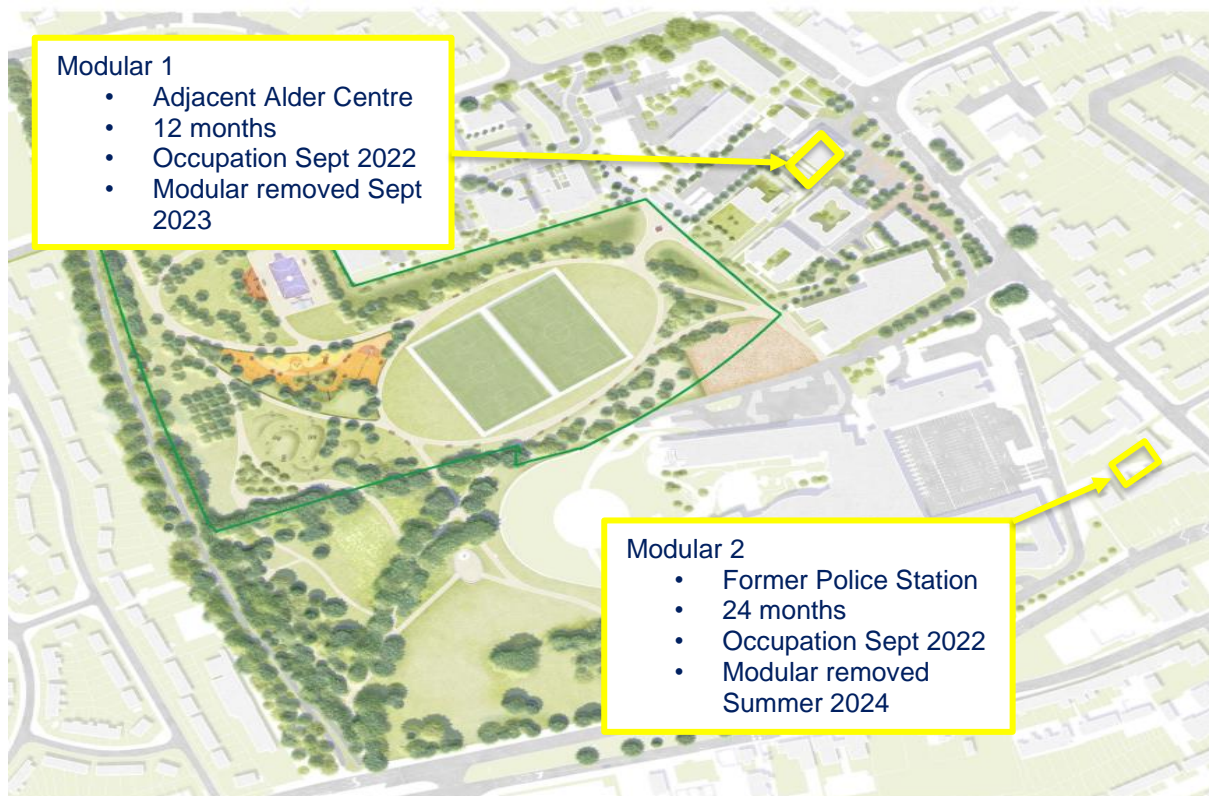 Modular 1
• Adjacent Alder Centre
• 12 months
• Occupation Sept 2022
• Modular removed Sept
2023
Modular 2
• Former Police Station
• 24 months
• Occupation Sept 2022
• Modular removed
Summer 2024